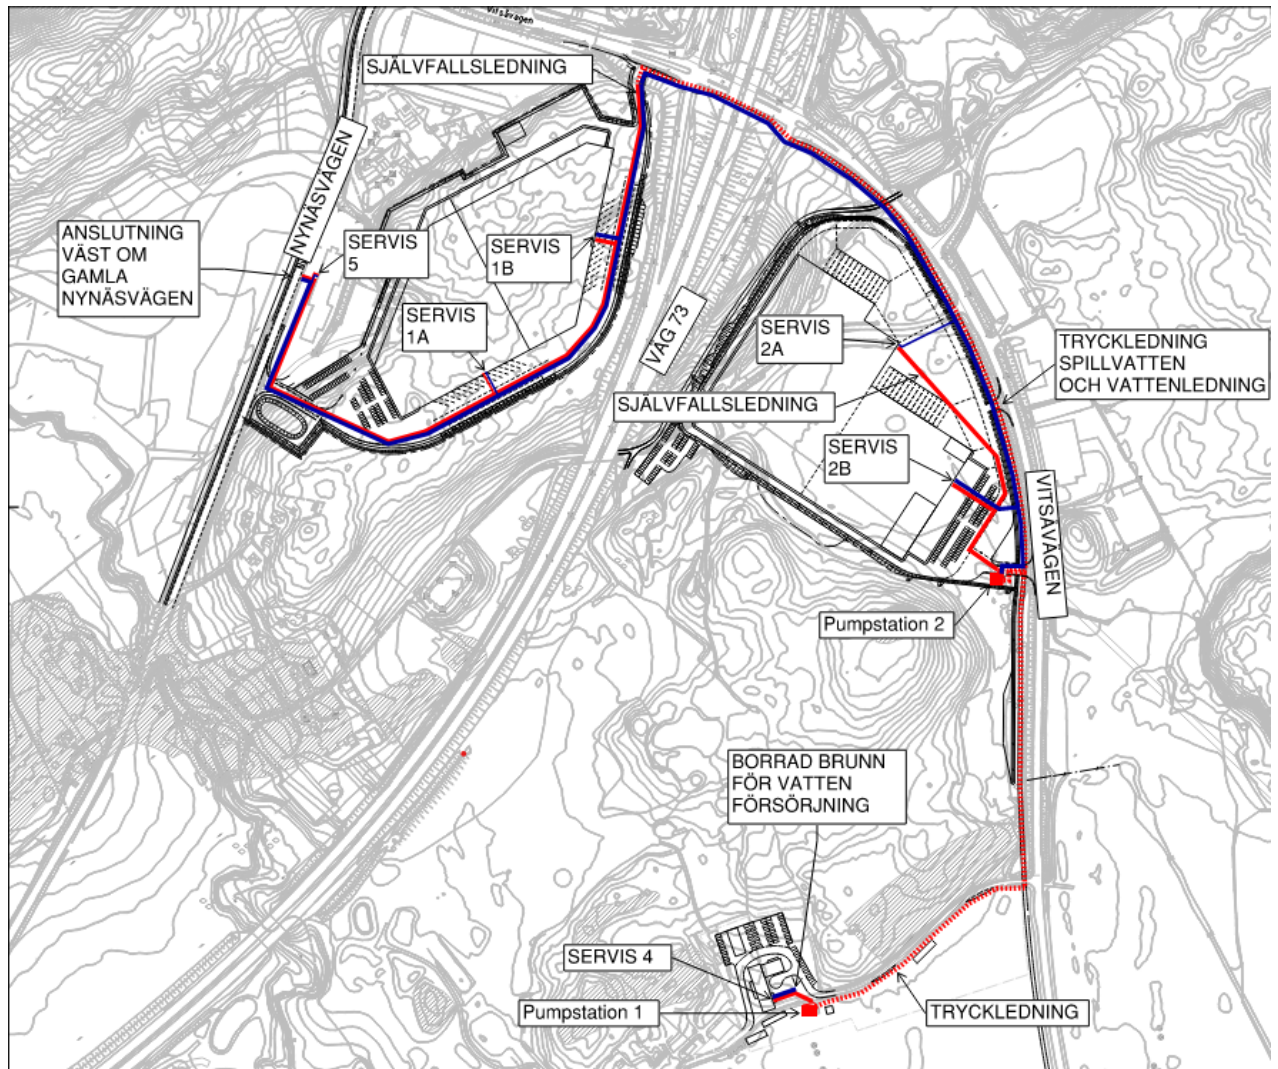 Vitsåvägen
SJÄLVFALLSLEDNING
NYNÄSVÄGEN
ANSLUTNING
VÄST OM
GAMLA
NYNÄSVÄGEN
SERVIS
5
SERVIS
1B
SERVIS
1A
VÄG 73
SERVIS
2A
TRYCKLEDNING
SPILLVATTEN
OCH VATTENLEDNING
SJÄLVFALLSLEDNING
SERVIS
2B
VITSÅVÄGEN
Pumpstation 2
BORRAD BRUNN
FÖR VATTEN
FÖRSÖRJNING
SERVIS 4
Pumpstation 1
TRYCKLEDNING